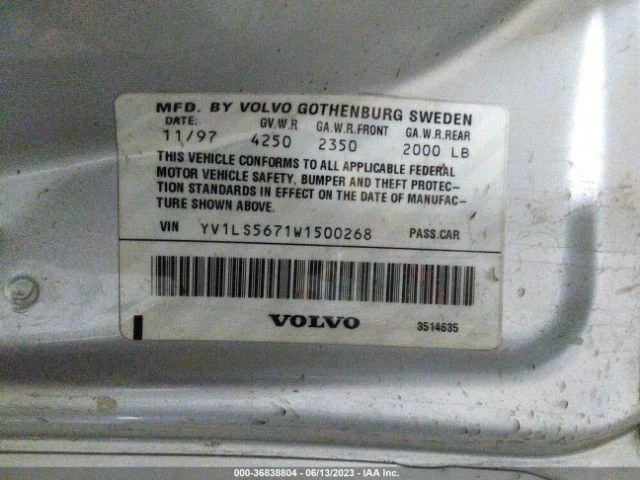 MFD. BY VOLVO GOTHENBURG SWEDEN
DATE: GV.W.R GA.W.R.FRONT GA.W.R.REAR
11/97 4250 2350 2000 LB
THIS VEHICLE CONFORMS TO ALL APPLICABLE FEDERAL
MOTOR VEHICLE SAFETY, BUMPER AND THEFT PROTEC-
TION STANDARDS IN EFFECT ON THE DATE OF MANUFAC-
TURE SHOWN ABOVE.
VIN YV1LS5671W1500268 PASS.CAR
VOLVO 3514635
000-36838804 - 06/13/2023 - IAA Inc.